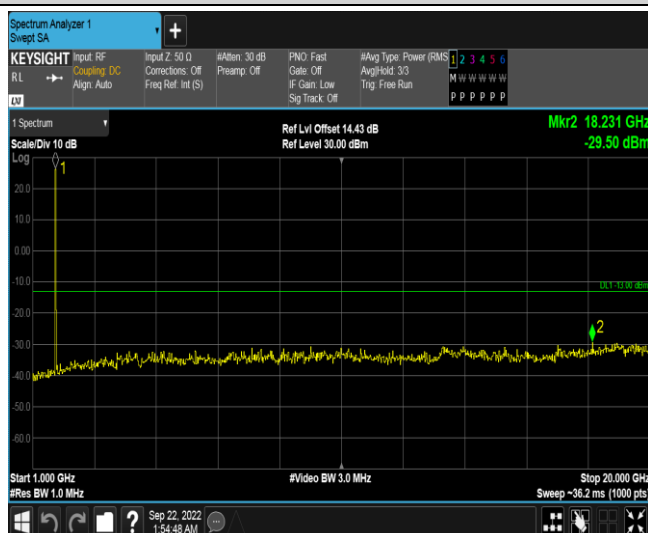 Spectrum Analyzer 1
Swept SA
KEYSIGHT
RL
LXI
Input: RF
Coupling: DC
Align: Auto
Input Z: 50 Ω
Corrections: Off
Freq Ref: Int (S)
#Atten: 30 dB
Preamp: Off
PNO: Fast
Gate: Off
IF Gain: Low
Sig Track: Off
#Avg Type: Power (RMS
Avg|Hold: 3/3
Trig: Free Run
1 2 3 4 5 6
M W W W W W
P P P P P P
1 Spectrum
Scale/Div 10 dB
Log
Ref Lvl Offset 14.43 dB
Ref Level 30.00 dBm
Mkr2 18.231 GHz
-29.50 dBm
1
20.0
10.0
0.00
-10.0
DL1 -13.00 dBm
2
-30.0
-40.0
-50.0
-60.0
Start 1.000 GHz
#Video BW 3.0 MHz
Stop 20.000 GHz
#Res BW 1.0 MHz
Sweep ~36.2 ms (1000 pts)
?
Sep 22, 2022
1:54:48 AM